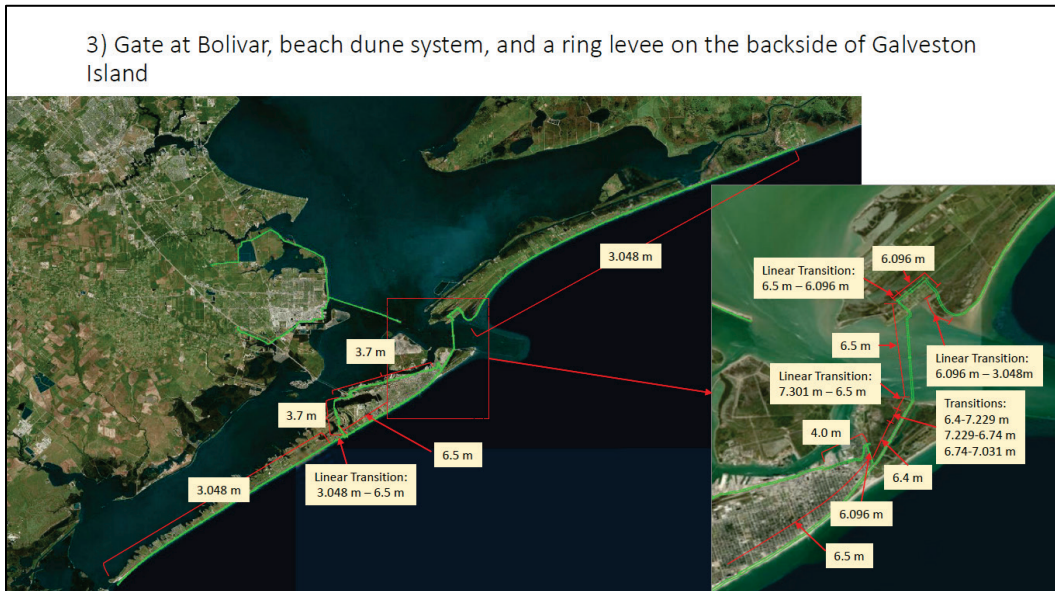 3) Gate at Bolivar, beach dune system, and a ring levee on the backside of Galveston
Island
3.048 m
3.7 m
3.7 m
6.5 m
Linear Transition:
3.048 m – 6.5 m
3.048 m
6.096 m
Linear Transition:
6.5 m – 6.096 m
6.5 m
Linear Transition:
6.096 m – 3.048m
Linear Transition:
7.301 m – 6.5 m
Transitions:
6.4-7.229 m
7.229-6.74 m
6.74-7.031 m
4.0 m
6.4 m
6.096 m
6.5 m